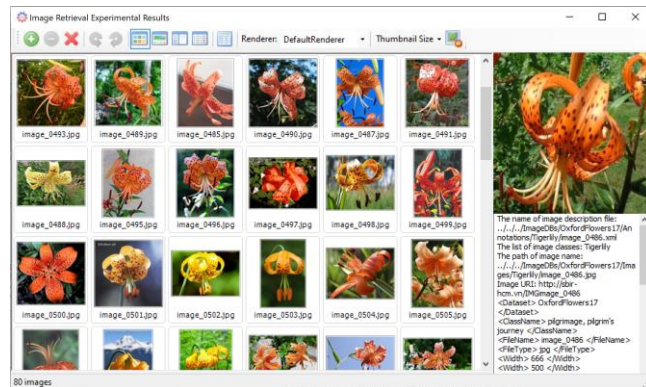 Image Retrieval Experimental Results
Renderer: DefaultRenderer
Thumbnail Size
image_0493.jpg image_0489.jpg image_0485.jpg image_0490.jpg image_0487.jpg image_0491.jpg
image_0488.jpg image_0495.jpg image_0496.jpg image_0497.jpg image_0498.jpg image_0499.jpg
image_0500.jpg image_0501.jpg image_0502.jpg image_0503.jpg image_0504.jpg image_0505.jpg
The name of image description file:
../../../ImageDBs/OxfordFlowers17/An
notations/Tigerlily/image_0486.xml
The list of image classes: Tigerlily
The path of image name:
../../../ImageDBs/OxfordFlowers17/Ima
ges/Tigerlily/image_0486.jpg
Image URI: http://sbir-
hcm.vn/IMGimage_0486
<Dataset> OxfordFlowers17
</Dataset>
<ClassName> pilgrimage, pilgrim's
journey </ClassName>
<FileName> image_0486 </FileName>
<FileType> jpg </FileType>
<Width> 666 </Width>
<Width> 500 </Width>
80 images